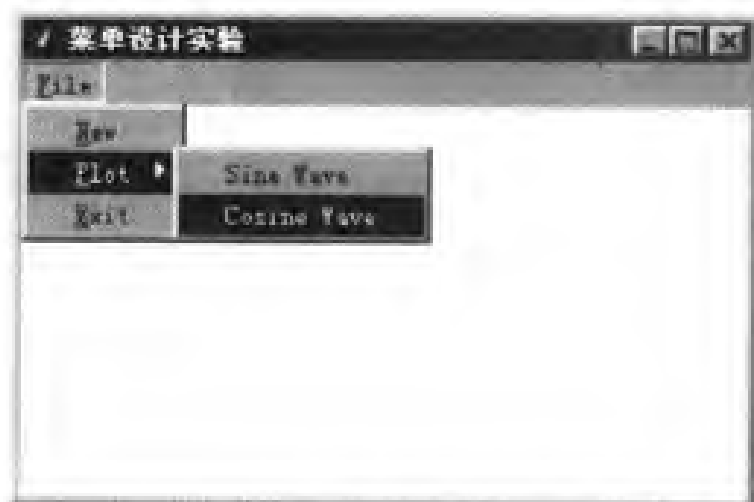 菜单设计实验
File
New
Plot
Sine Wave
Exit
Cosine Wave